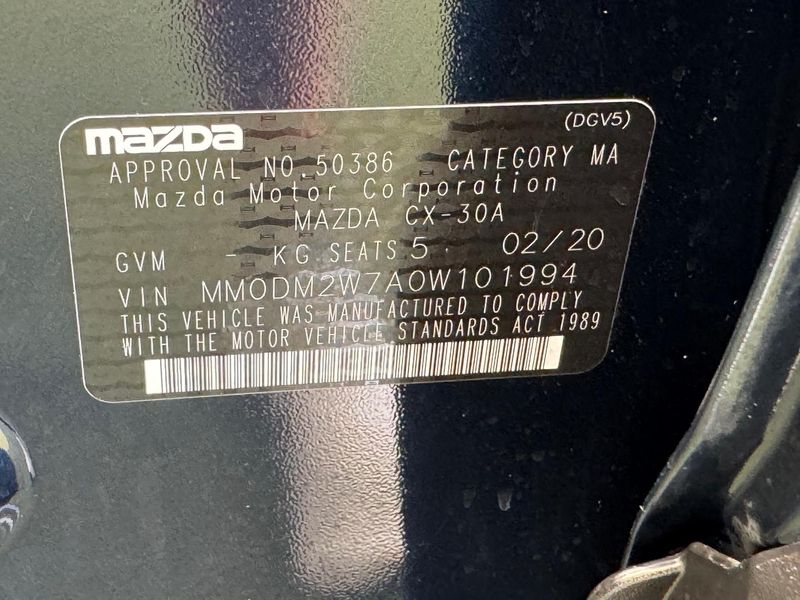 mazda (DGV5)
APPROVAL NO.50386 CATEGORY MA
Mazda Motor Corporation
MAZDA CX-30A
GVM - KG SEATS 5 02/20
VIN MM0DM2W7A0W101994
THIS VEHICLE WAS MANUFACTURED TO COMPLY
WITH THE MOTOR VEHICLE STANDARDS ACT 1989